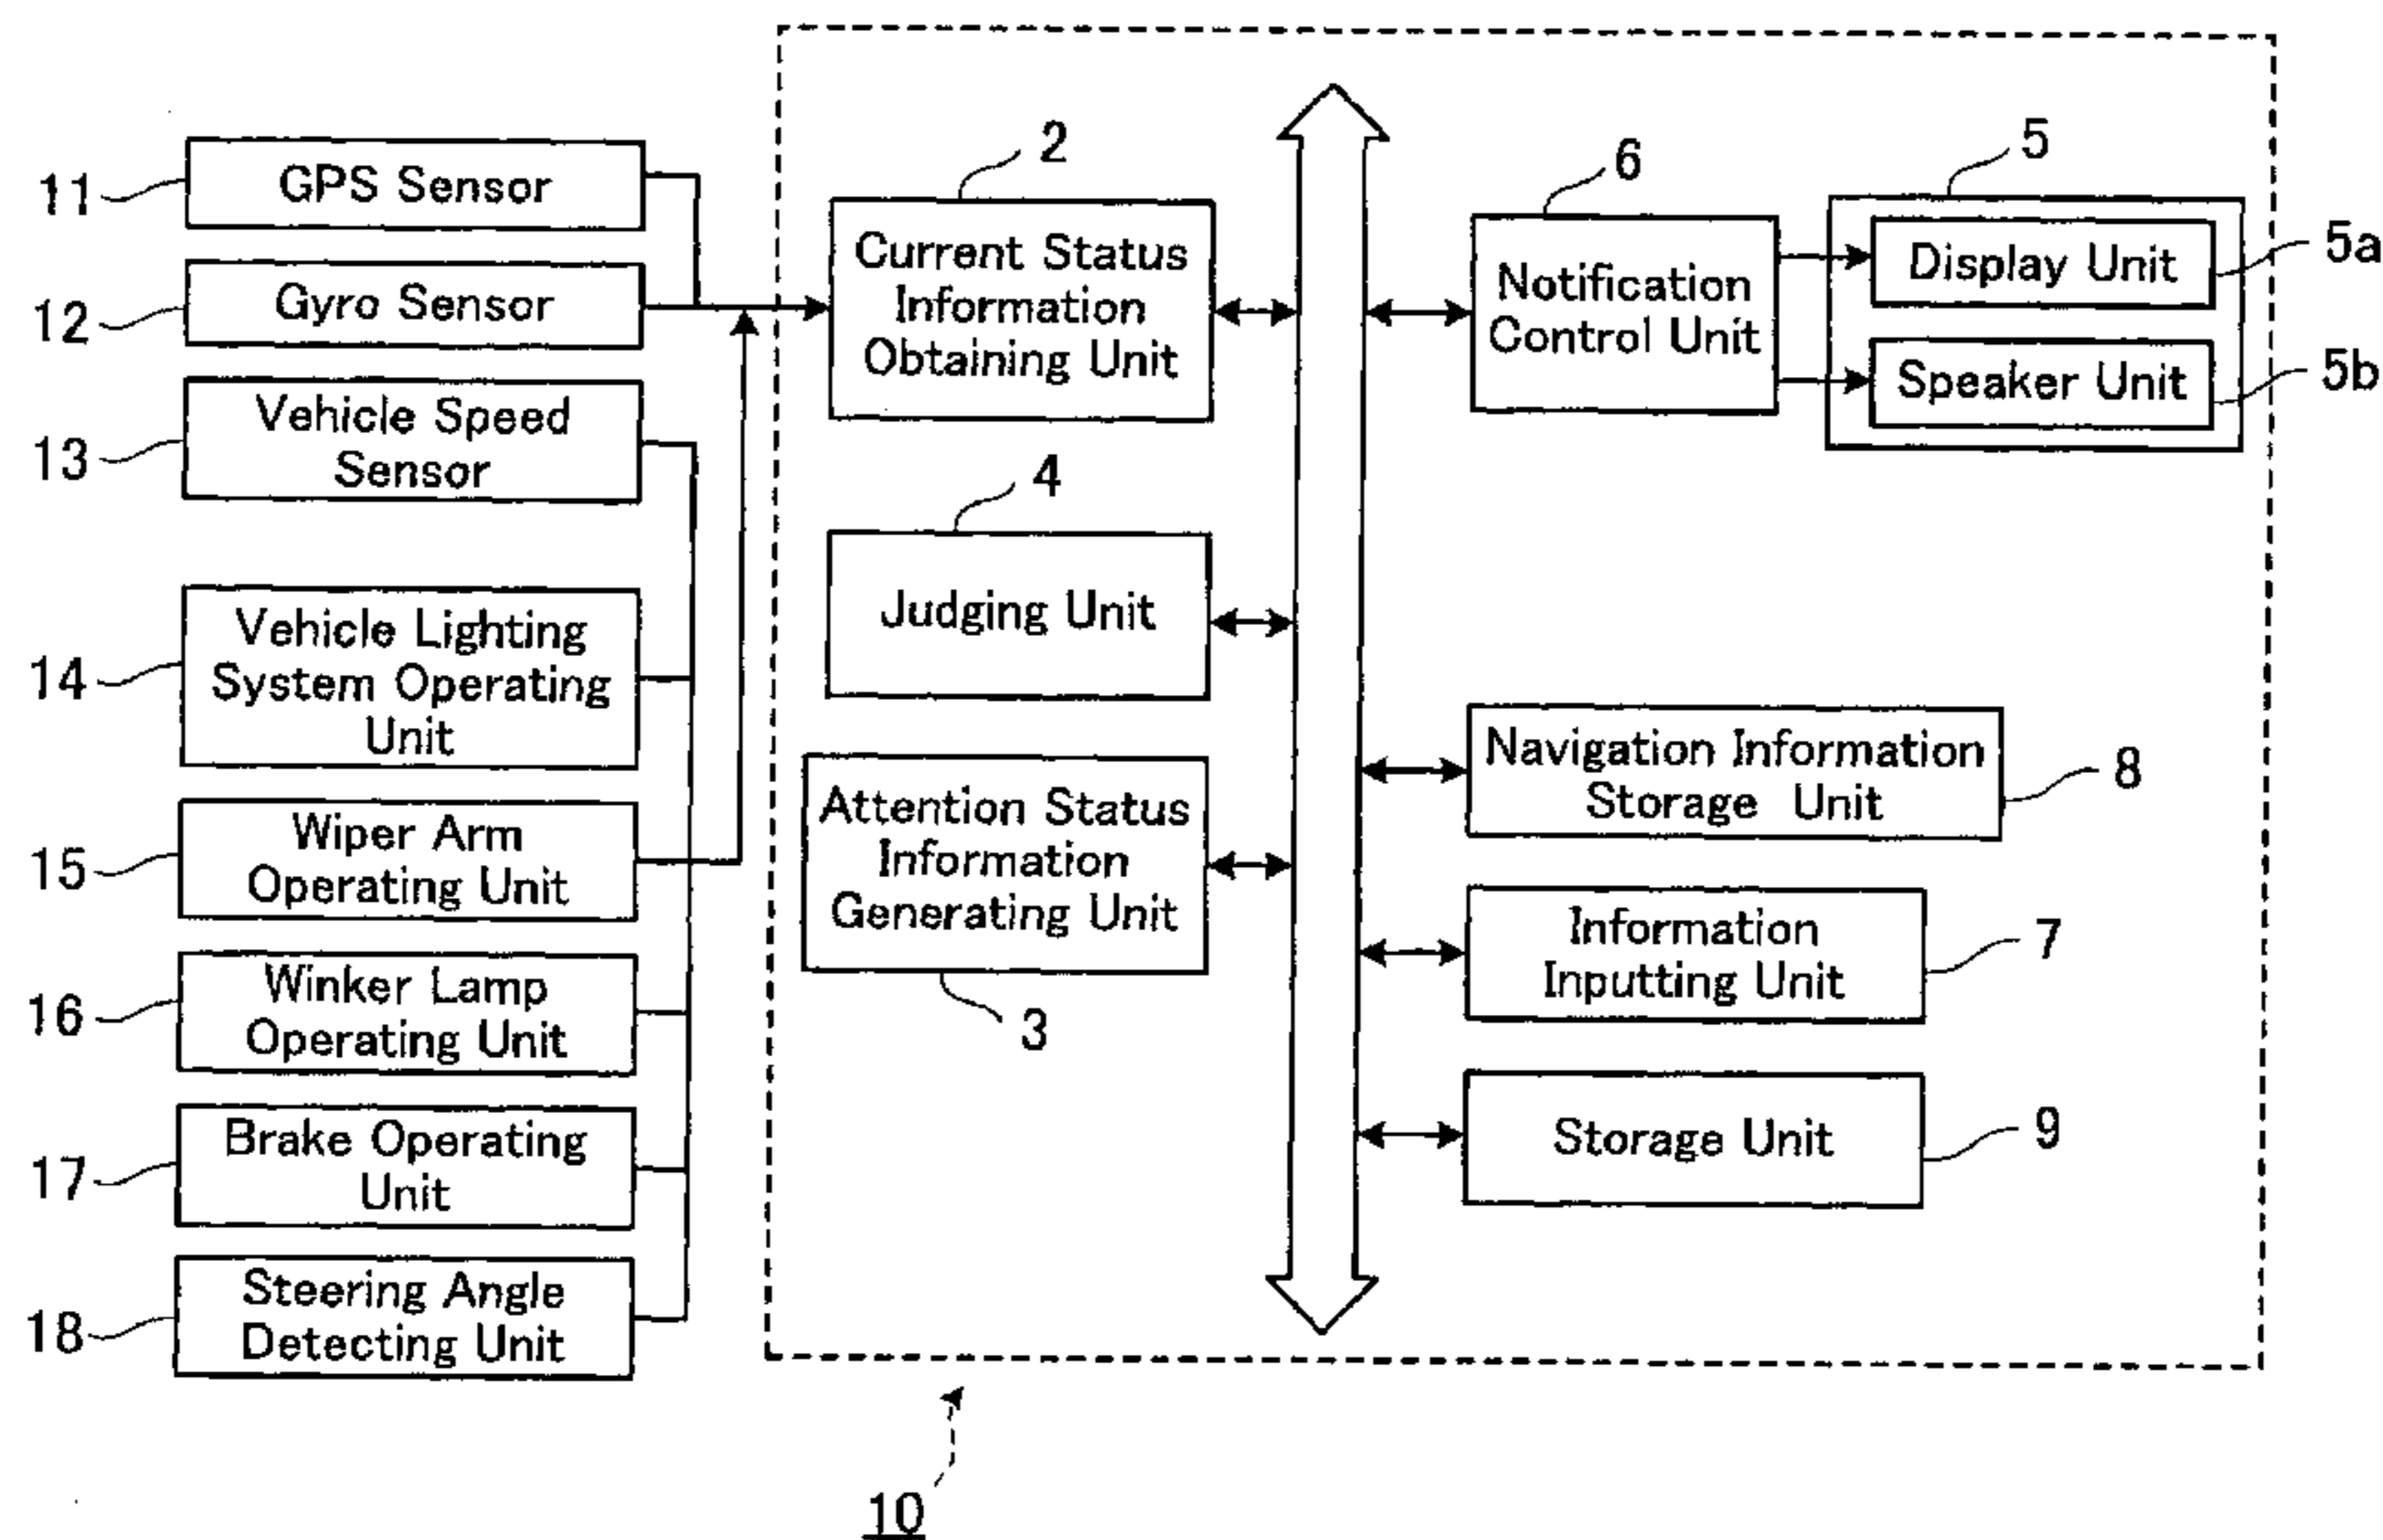 11
GPS Sensor
12
Gyro Sensor
13
Vehicle Speed
Sensor
14
Vehicle Lighting
System Operating
Unit
15
Wiper Arm
Operating Unit
16
Winker Lamp
Operating Unit
17
Brake Operating
Unit
18
Steering Angle
Detecting Unit
2
Current Status
Information
Obtaining Unit
4
Judging Unit
Attention Status
Information
Generating Unit
3
6
Notification
Control Unit
5
Display Unit
5a
Speaker Unit
5b
Navigation Information
Storage Unit
8
Information
Inputting Unit
7
Storage Unit
9
10